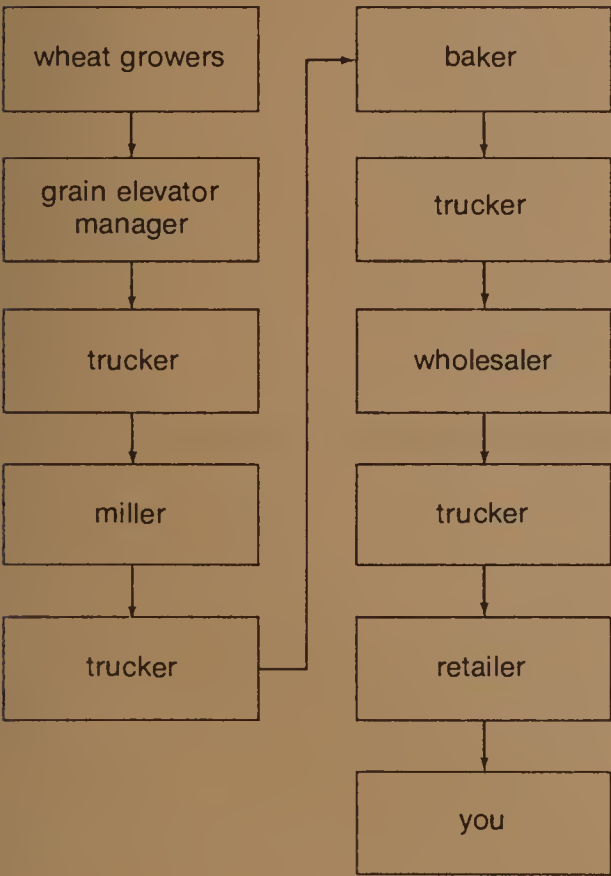 wheat growers
grain elevator
manager
trucker
miller
trucker
baker
trucker
wholesaler
trucker
retailer
you